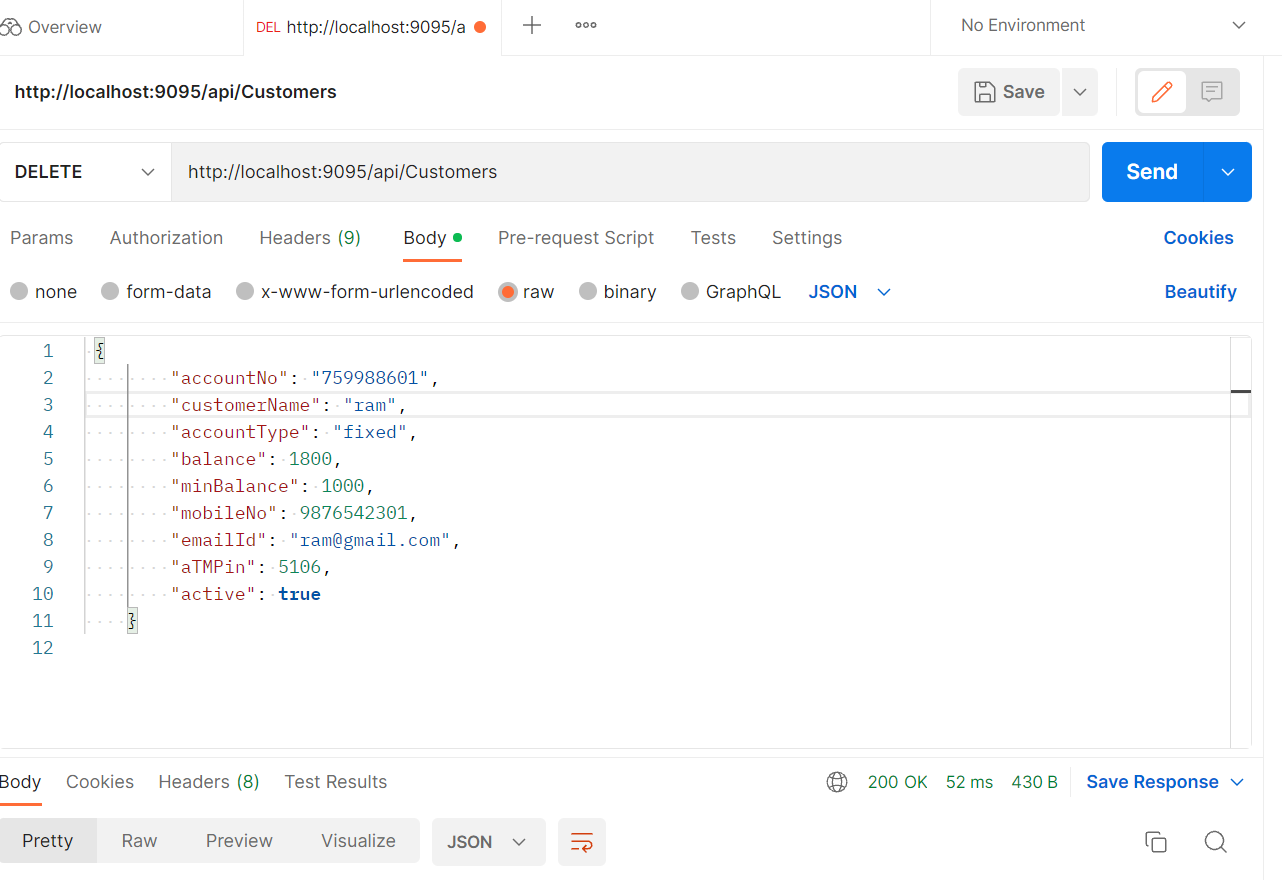 Overview
DEL http://localhost:9095/a
No Environment
http://localhost:9095/api/Customers
Save
DELETE http://localhost:9095/api/Customers Send
Params Authorization Headers (9) Body Pre-request Script Tests Settings Cookies
none form-data x-www-form-urlencoded raw binary GraphQL JSON Beautify
1 {
2 "accountNo": "759988601",
3 "customerName": "ram",
4 "accountType": "fixed",
5 "balance": 1800,
6 "minBalance": 1000,
7 "mobileNo": 9876542301,
8 "emailId": "ram@gmail.com",
9 "aTMPin": 5106,
10 "active": true
11 }
12
Body Cookies Headers (8) Test Results 200 OK 52 ms 430 B Save Response
Pretty Raw Preview Visualize JSON